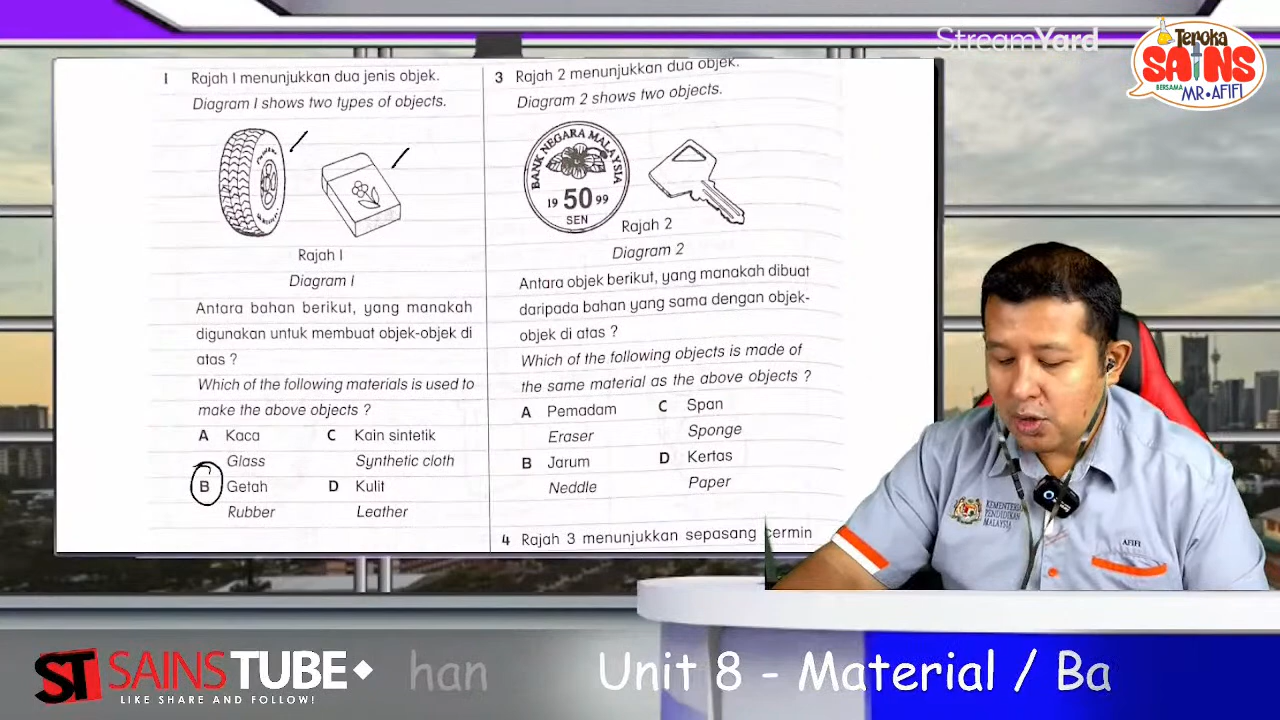 StreamYard
Teroka
SAINS
BERSAMA
MR•AFIFI
1 Rajah 1 menunjukkan dua jenis objek.
Diagram 1 shows two types of objects.
Rajah 1
Diagram 1
Antara bahan berikut, yang manakah
digunakan untuk membuat objek-objek di
atas ?
Which of the following materials is used to
make the above objects ?
A Kaca C Kain sintetik
Glass Synthetic cloth
B Getah D Kulit
Rubber Leather
3 Rajah 2 menunjukkan dua objek.
Diagram 2 shows two objects.
BANK NEGARA MALAYSIA
19 50 99
SEN
Rajah 2
Diagram 2
Antara objek berikut, yang manakah dibuat
daripada bahan yang sama dengan objek-
objek di atas ?
Which of the following objects is made of
the same material as the above objects ?
A Pemadam C Span
Eraser Sponge
B Jarum D Kertas
Neddle Paper
4 Rajah 3 menunjukkan sepasang cermin
KEMENTERIAN
PENDIDIKAN
MALAYSIA
AFIFI
ST SAINSTUBE
LIKE SHARE AND FOLLOW!
han Unit 8 - Material / Ba